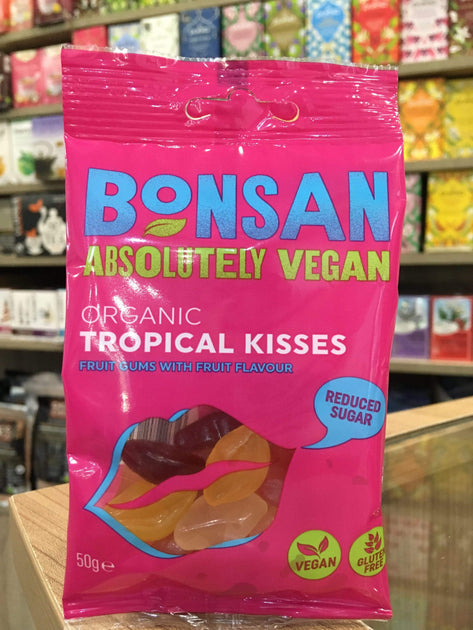 BONSAN
ABSOLUTELY VEGAN
ORGANIC
TROPICAL KISSES
FRUIT GUMS WITH FRUIT FLAVOUR
REDUCED
SUGAR
50g℮
VEGAN
GLUTEN
FREE